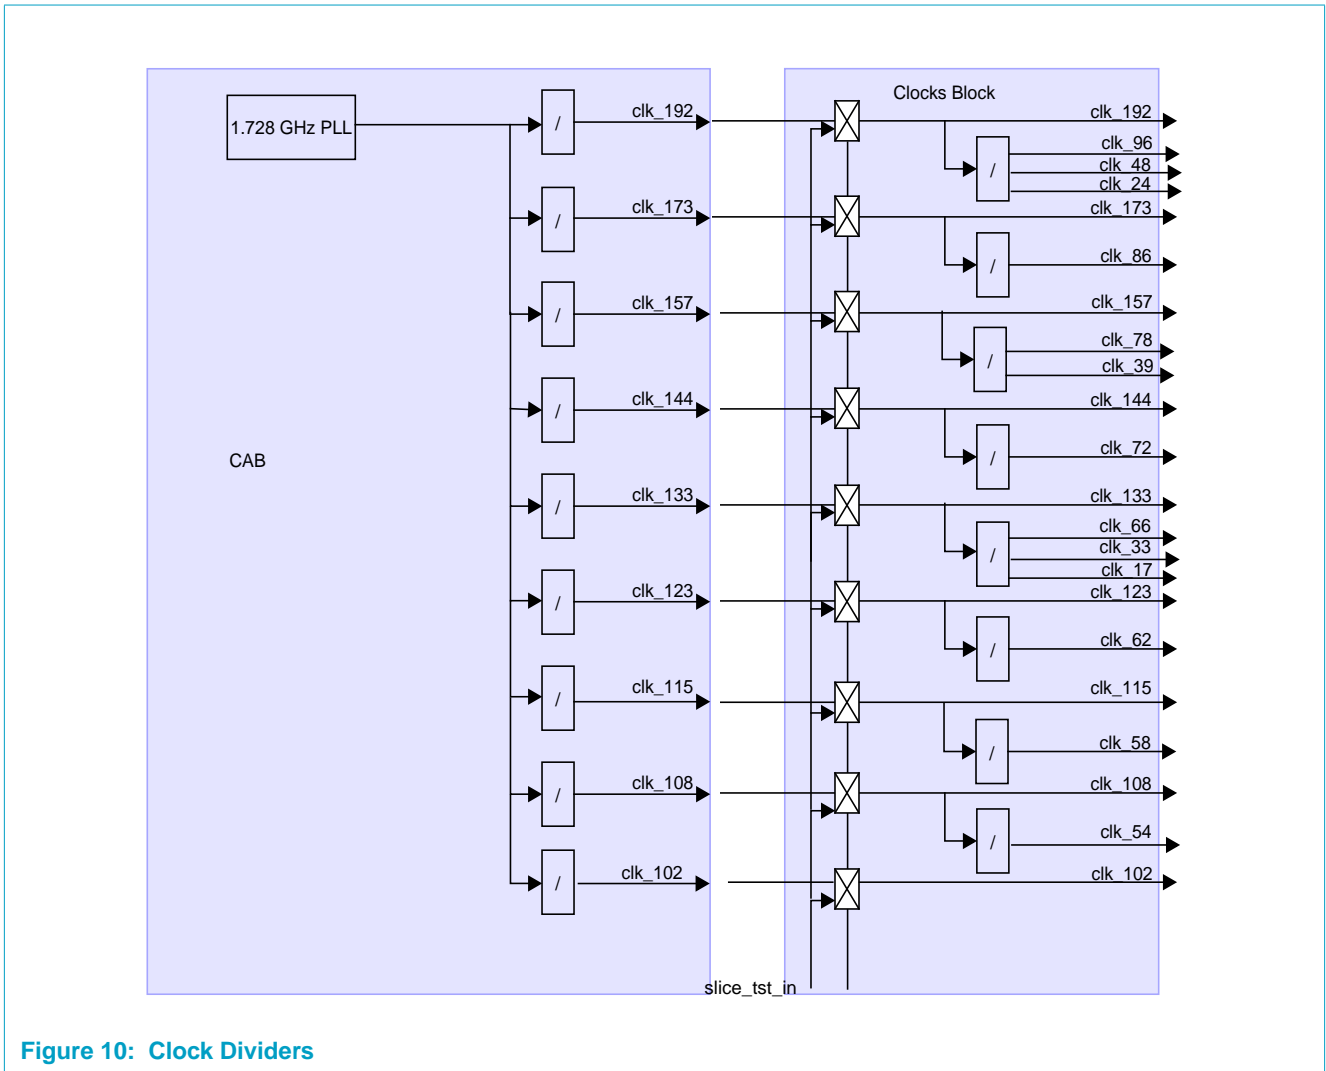 Clocks Block
1.728 GHz PLL
/
clk_192
clk_192
/
clk_96
clk_48
clk_24
/
clk_173
clk_173
/
clk_86
/
clk_157
clk_157
/
clk_78
clk_39
/
clk_144
clk_144
/
clk_72
CAB
/
clk_133
clk_133
/
clk_66
clk_33
clk_17
/
clk_123
clk_123
/
clk_62
/
clk_115
clk_115
/
clk_58
/
clk_108
clk_108
/
clk_54
/
clk_102
clk_102
slice_tst_in
Figure 10: Clock Dividers